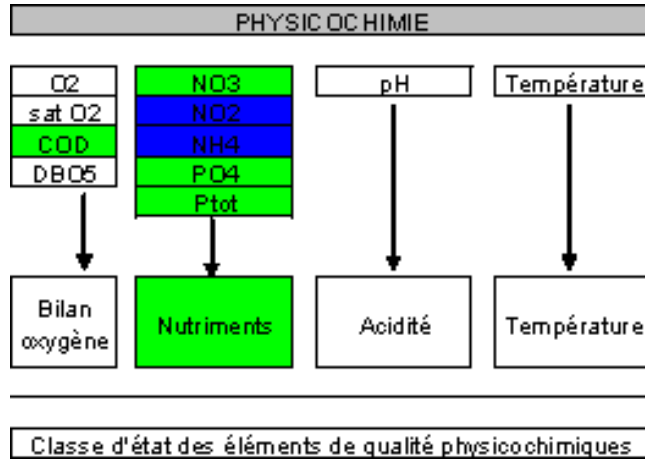 PHYSICOCHIMIE
O2
sat O2
COD
DBO5
NO3
NO2
NH4
PO4
Ptot
pH
Température
Bilan
oxygène
Nutriments
Acidité
Température
Classe d'état des éléments de qualité physicochimiques